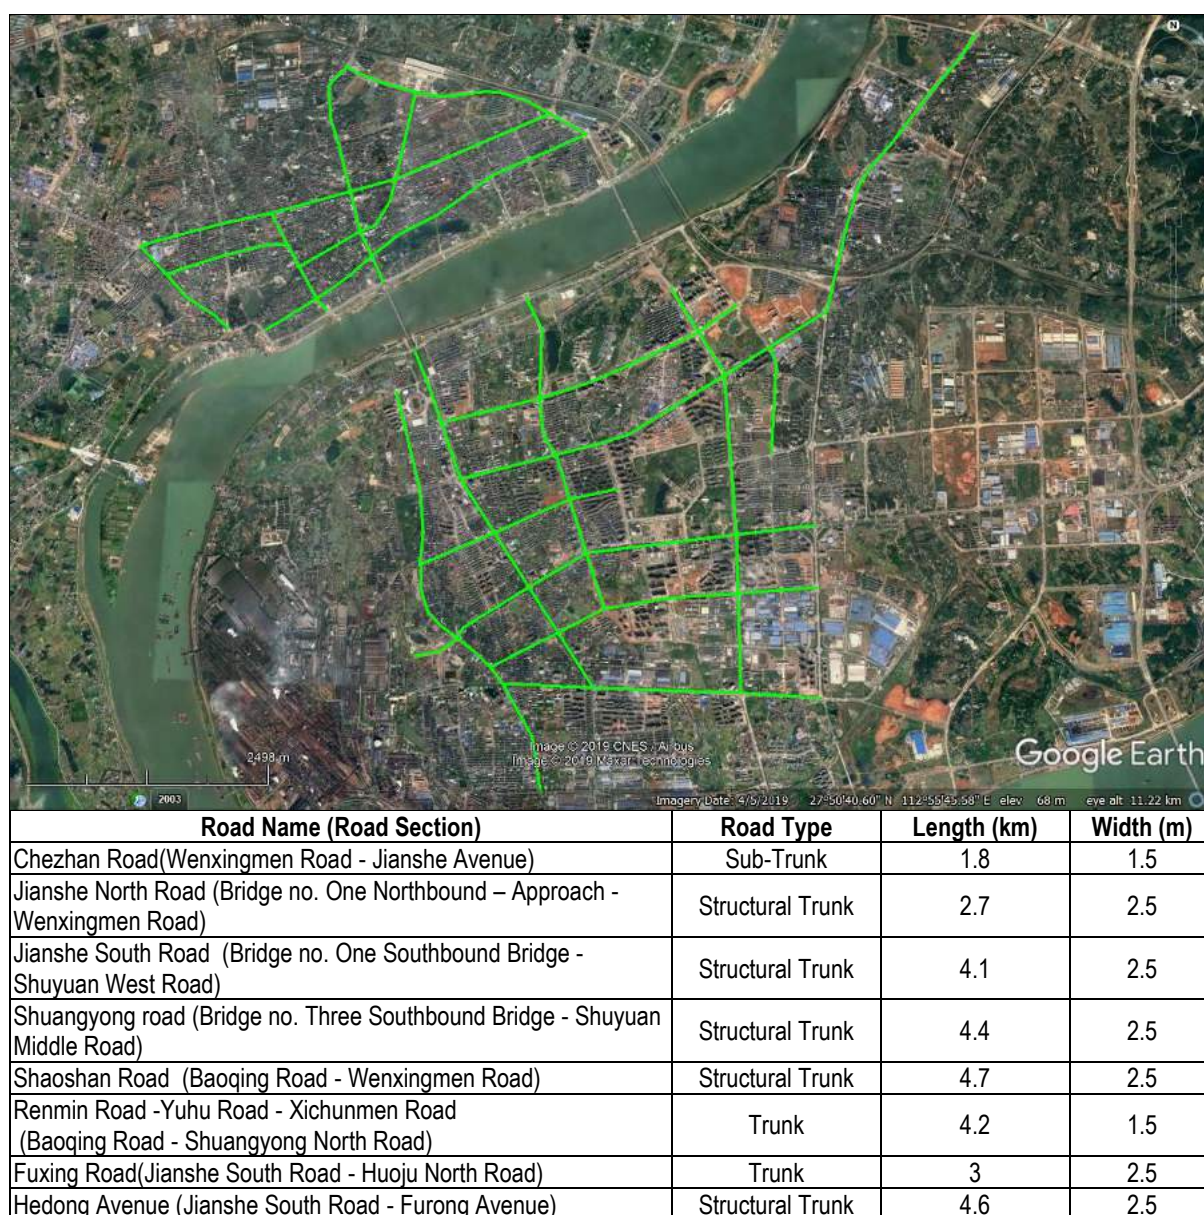 N
2498 m
Image © 2019 CNES / Airbus
Image © 2019 Maxar Technologies
Google Earth
2003
Imagery Date: 4/5/2019 27°50'40.60" N 112°55'45.58" E elev 68 m eye alt 11.22 km
Road Name (Road Section) Road Type Length (km) Width (m)
Chezhan Road(Wenxingmen Road - Jianshe Avenue) Sub-Trunk 1.8 1.5
Jianshe North Road (Bridge no. One Northbound – Approach -
Wenxingmen Road) Structural Trunk 2.7 2.5
Jianshe South Road (Bridge no. One Southbound Bridge -
Shuyuan West Road) Structural Trunk 4.1 2.5
Shuangyong road (Bridge no. Three Southbound Bridge - Shuyuan
Middle Road) Structural Trunk 4.4 2.5
Shaoshan Road (Baoqing Road - Wenxingmen Road) Structural Trunk 4.7 2.5
Renmin Road -Yuhu Road - Xichunmen Road
(Baoqing Road - Shuangyong North Road) Trunk 4.2 1.5
Fuxing Road(Jianshe South Road - Huoju North Road) Trunk 3 2.5
Hedong Avenue (Jianshe South Road - Furong Avenue) Structural Trunk 4.6 2.5